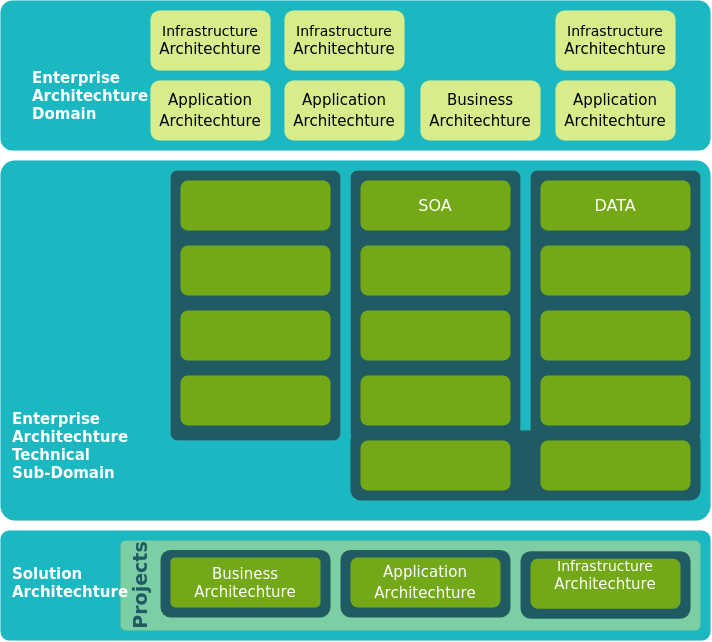 Infrastructure
Architechture
Infrastructure
Architechture
Infrastructure
Architechture
Enterprise
Architechture
Domain
Application
Architechture
Application
Architechture
Business
Architechture
Application
Architechture
SOA
DATA
Enterprise
Architechture
Technical
Sub-Domain
Solution
Architechture
Projects
Business
Architechture
Application
Architechture
Infrastructure
Architechture